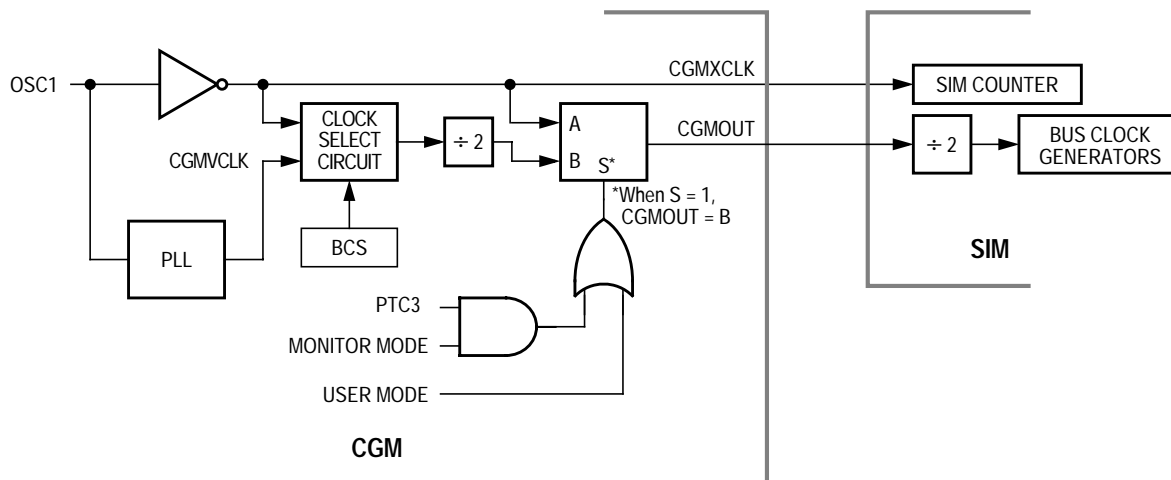 OSC1
CGMXCLK
SIM COUNTER
CLOCK
SELECT
CIRCUIT
÷ 2
A
B
S*
CGMOUT
÷ 2
BUS CLOCK
GENERATORS
CGMVCLK
*When S = 1,
CGMOUT = B
PLL
BCS
SIM
PTC3
MONITOR MODE
USER MODE
CGM